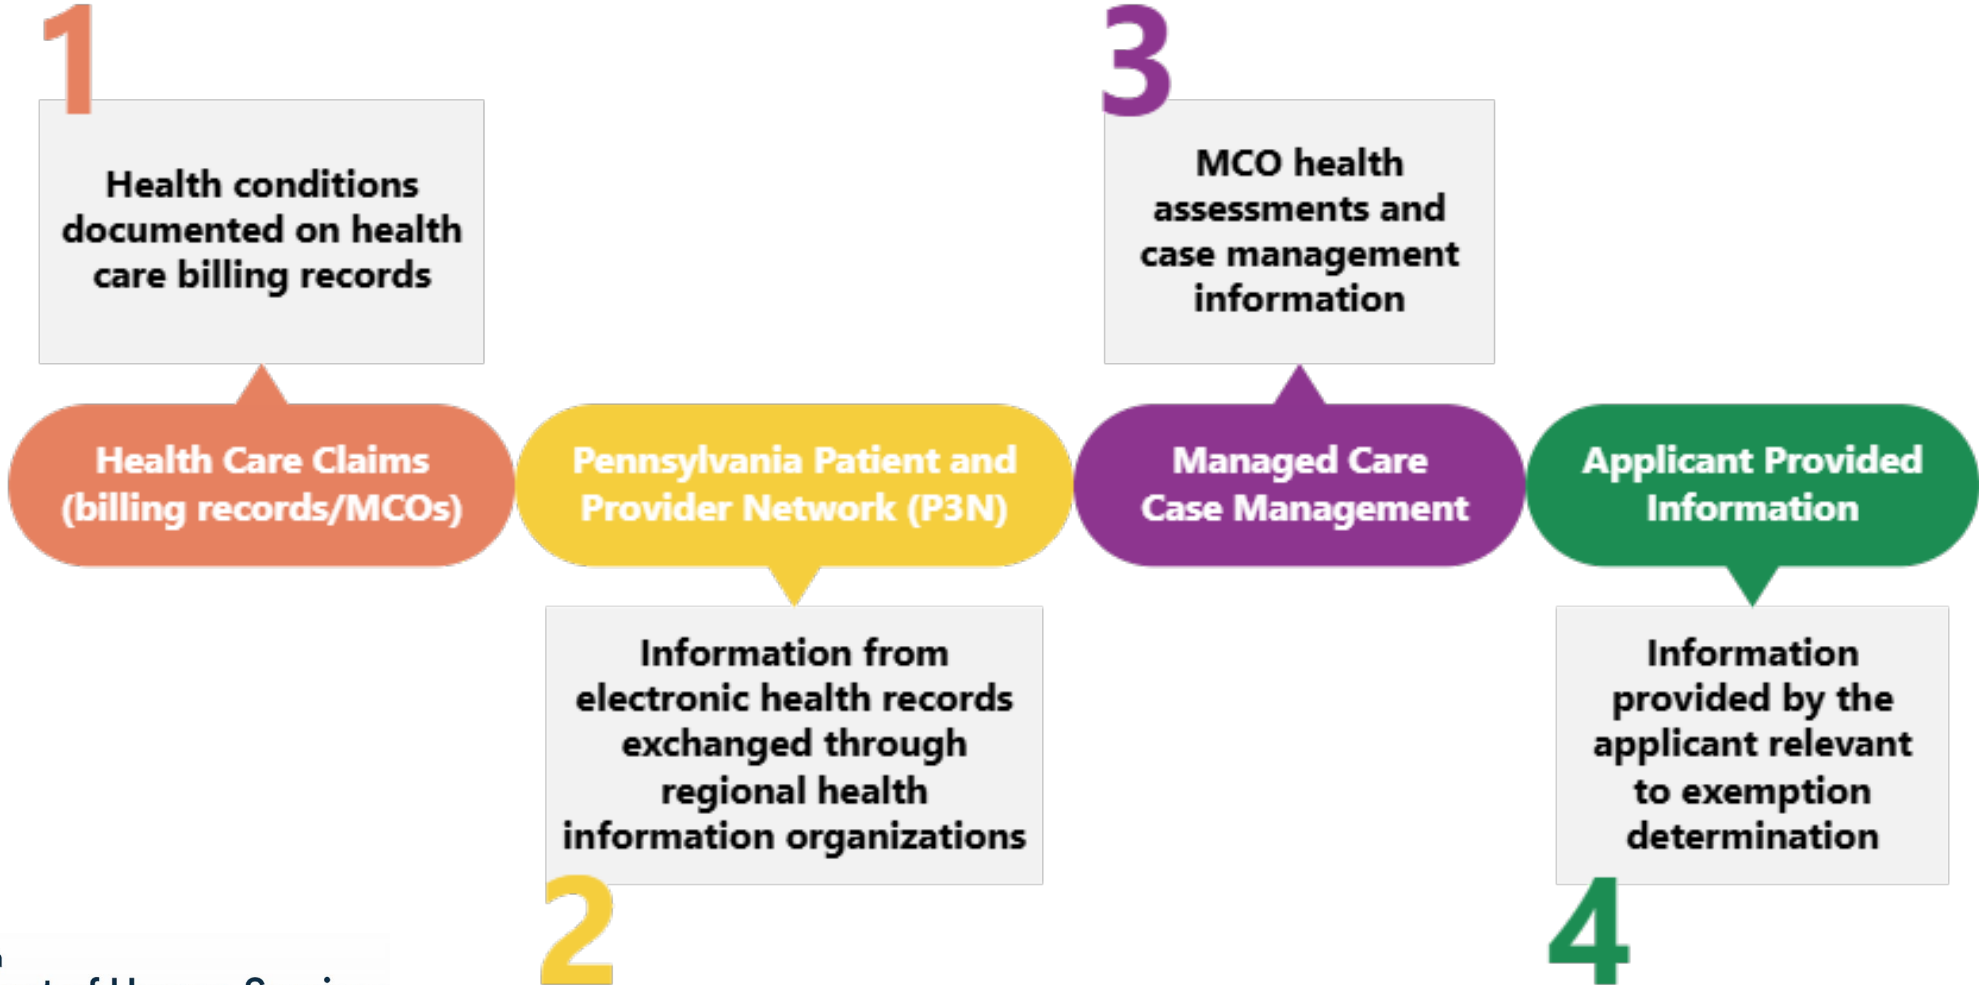 1
Health conditions
documented on health
care billing records
Health Care Claims
(billing records/MCOs)
Pennsylvania Patient and
Provider Network (P3N)
Information from
electronic health records
exchanged through
regional health
information organizations
2
3
MCO health
assessments and
case management
information
Managed Care
Case Management
Applicant Provided
Information
Information
provided by the
applicant relevant
to exemption
determination
4